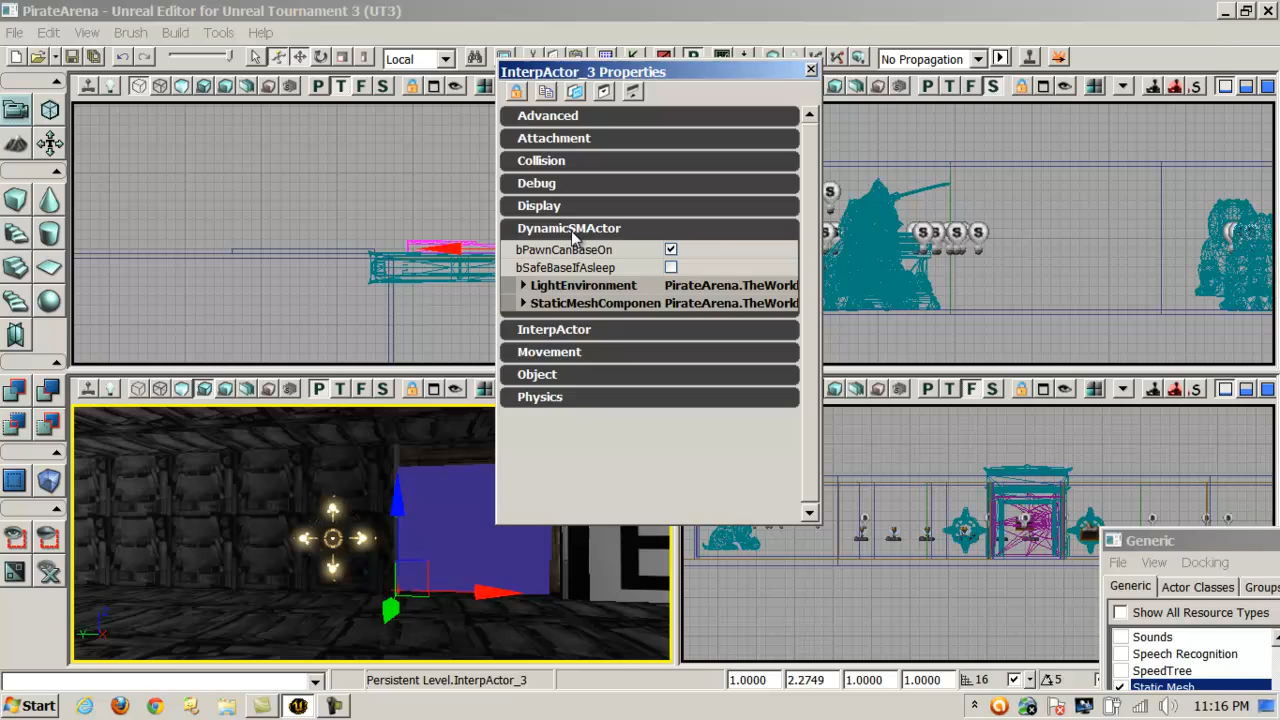 PirateArena - Unreal Editor for Unreal Tournament 3 (UT3)
File Edit View Brush Build Tools Help
Local
No Propagation
P T F S
P T F S
InterpActor_3 Properties
Advanced
Attachment
Collision
Debug
Display
DynamicSMActor
bPawnCanBaseOn
bSafeBaseIfAsleep
LightEnvironment PirateArena.TheWorld
StaticMeshComponen PirateArena.TheWorld
InterpActor
Movement
Object
Physics
P T F S
P T F S
Generic
File View Docking
Generic Actor Classes Groups
Show All Resource Types
Sounds
Speech Recognition
SpeedTree
Static Mesh
Persistent Level.InterpActor_3
1.0000 2.2749 1.0000 1.0000 16 5
Start
11:16 PM